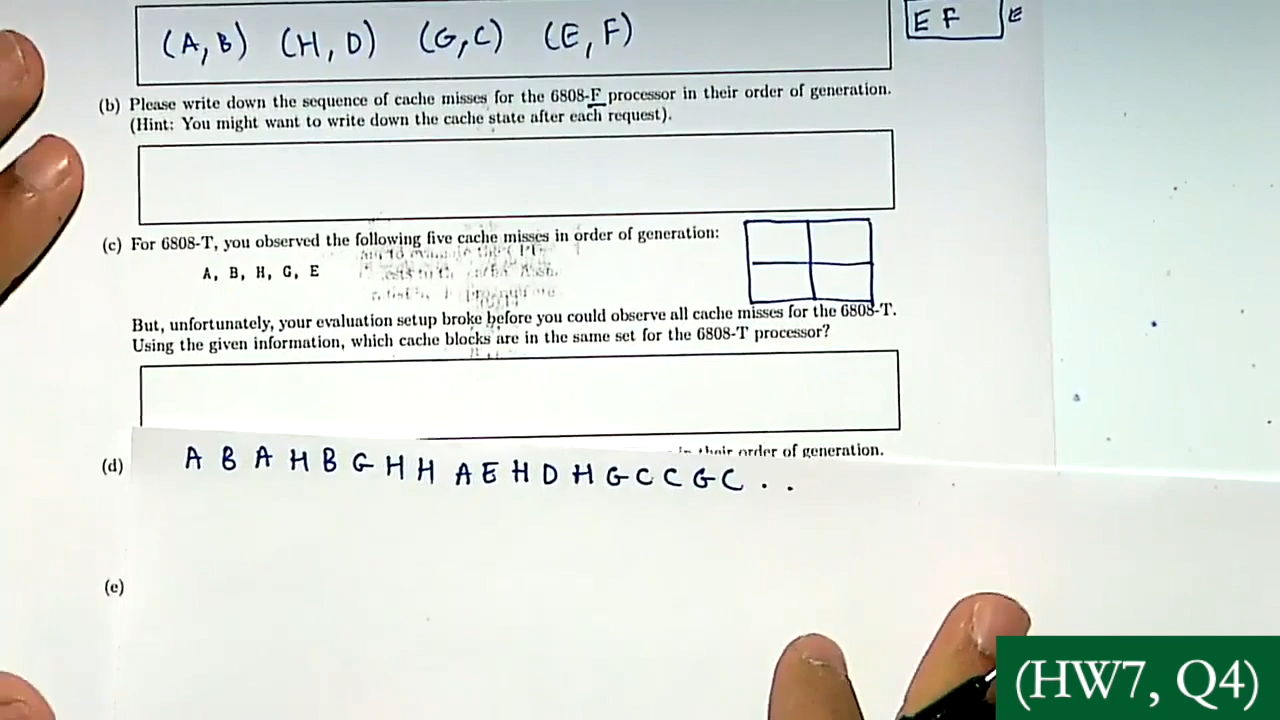 (A, B) (H, D) (G, C) (E, F)
E F E
(b) Please write down the sequence of cache misses for the 6808-F processor in their order of generation.
(Hint: You might want to write down the cache state after each request).
(c) For 6808-T, you observed the following five cache misses in order of generation:
A, B, H, G, E
But, unfortunately, your evaluation setup broke before you could observe all cache misses for the 6808-T.
Using the given information, which cache blocks are in the same set for the 6808-T processor?
(d) in their order of generation.
A B A H B G H H A E H D H G C C G C . .
(e)
(HW7, Q4)